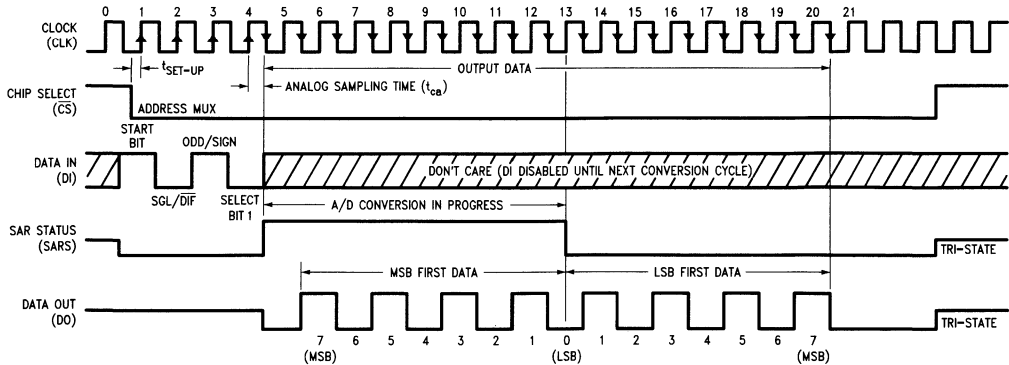 0 1 2 3 4 5 6 7 8 9 10 11 12 13 14 15 16 17 18 19 20 21
CLOCK
(CLK)
tSET-UP
OUTPUT DATA
ANALOG SAMPLING TIME (tCA)
CHIP SELECT
(CS)
ADDRESS MUX
START
BIT
ODD/SIGN
DATA IN
(DI)
DON'T CARE (DI DISABLED UNTIL NEXT CONVERSION CYCLE)
SGL/DIF
SELECT
BIT 1
A/D CONVERSION IN PROGRESS
SAR STATUS
(SARS)
TRI-STATE
MSB FIRST DATA
LSB FIRST DATA
DATA OUT
(DO)
TRI-STATE
7 6 5 4 3 2 1 0 1 2 3 4 5 6 7
(MSB) (LSB) (MSB)